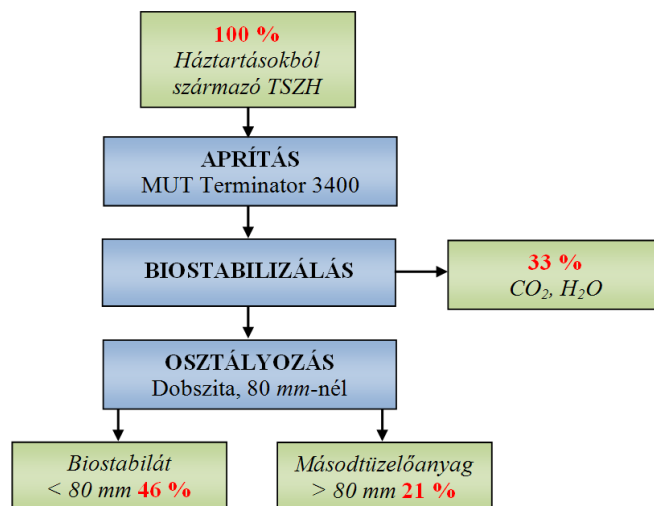 100 %
Háztartásokból
származó TSZH
APRÍTÁS
MUT Terminator 3400
BIOSTABILIZÁLÁS
33 %
CO₂, H₂O
OSZTÁLYOZÁS
Dobszita, 80 mm-nél
Biostabilát
< 80 mm 46 %
Másodtüzelőanyag
> 80 mm 21 %